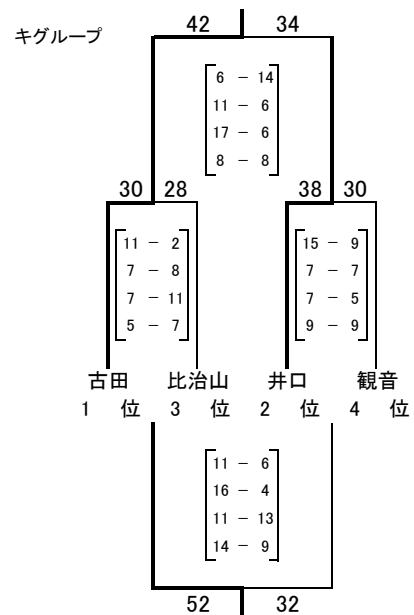 42 34
キグループ
6 － 14
11 － 6
17 － 6
8 － 8
30 28 38 30
11 － 2 15 － 9
7 － 8 7 － 7
7 － 11 7 － 5
5 － 7 9 － 9
古田 比治山 井口 観音
1 位 3 位 2 位 4 位
11 － 6
16 － 4
11 － 13
14 － 9
52 32